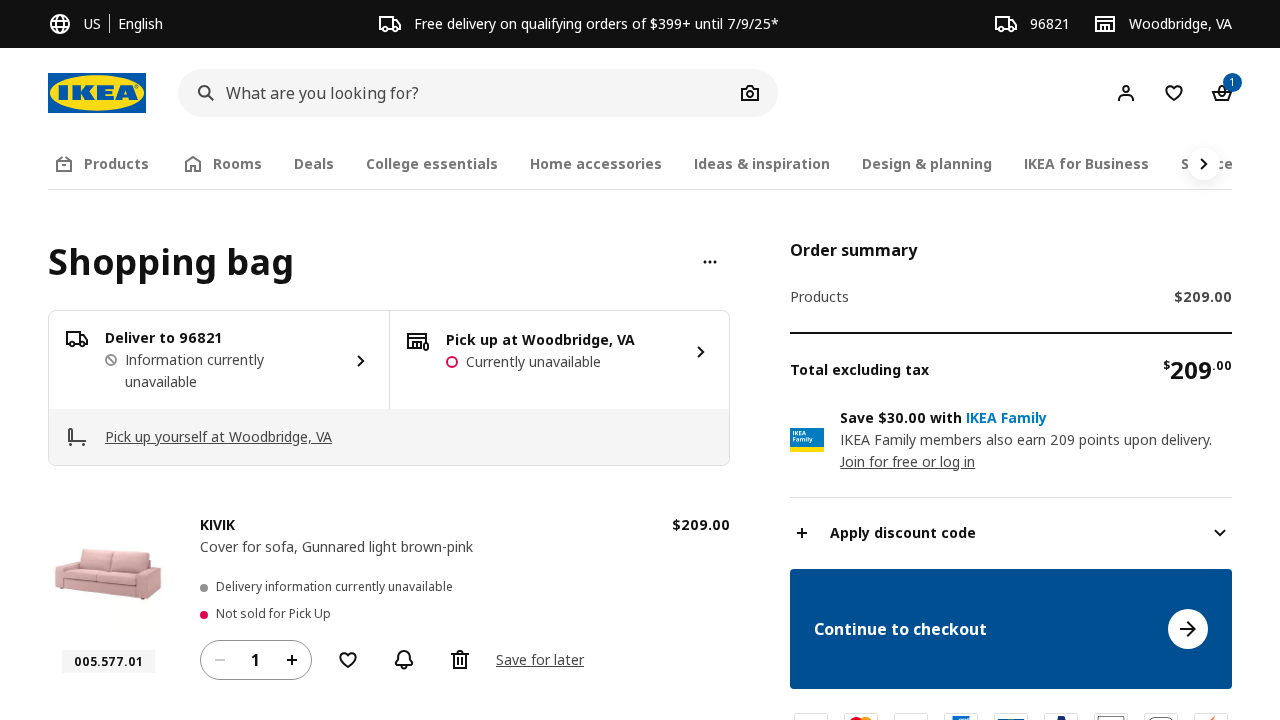 US
English
Free delivery on qualifying orders of $399+ until 7/9/25*
96821
Woodbridge, VA
IKEA
What are you looking for?
1
Products
Rooms
Deals
College essentials
Home accessories
Ideas & inspiration
Design & planning
IKEA for Business
Shopping bag
Deliver to 96821
Information currently
unavailable
Pick up at Woodbridge, VA
Currently unavailable
Pick up yourself at Woodbridge, VA
KIVIK
$209.00
Cover for sofa, Gunnared light brown-pink
Delivery information currently unavailable
Not sold for Pick Up
005.577.01
1
Save for later
Order summary
Products
$209.00
Total excluding tax
$209.00
Save $30.00 with IKEA Family
IKEA
Family
IKEA Family members also earn 209 points upon delivery.
Join for free or log in
Apply discount code
Continue to checkout